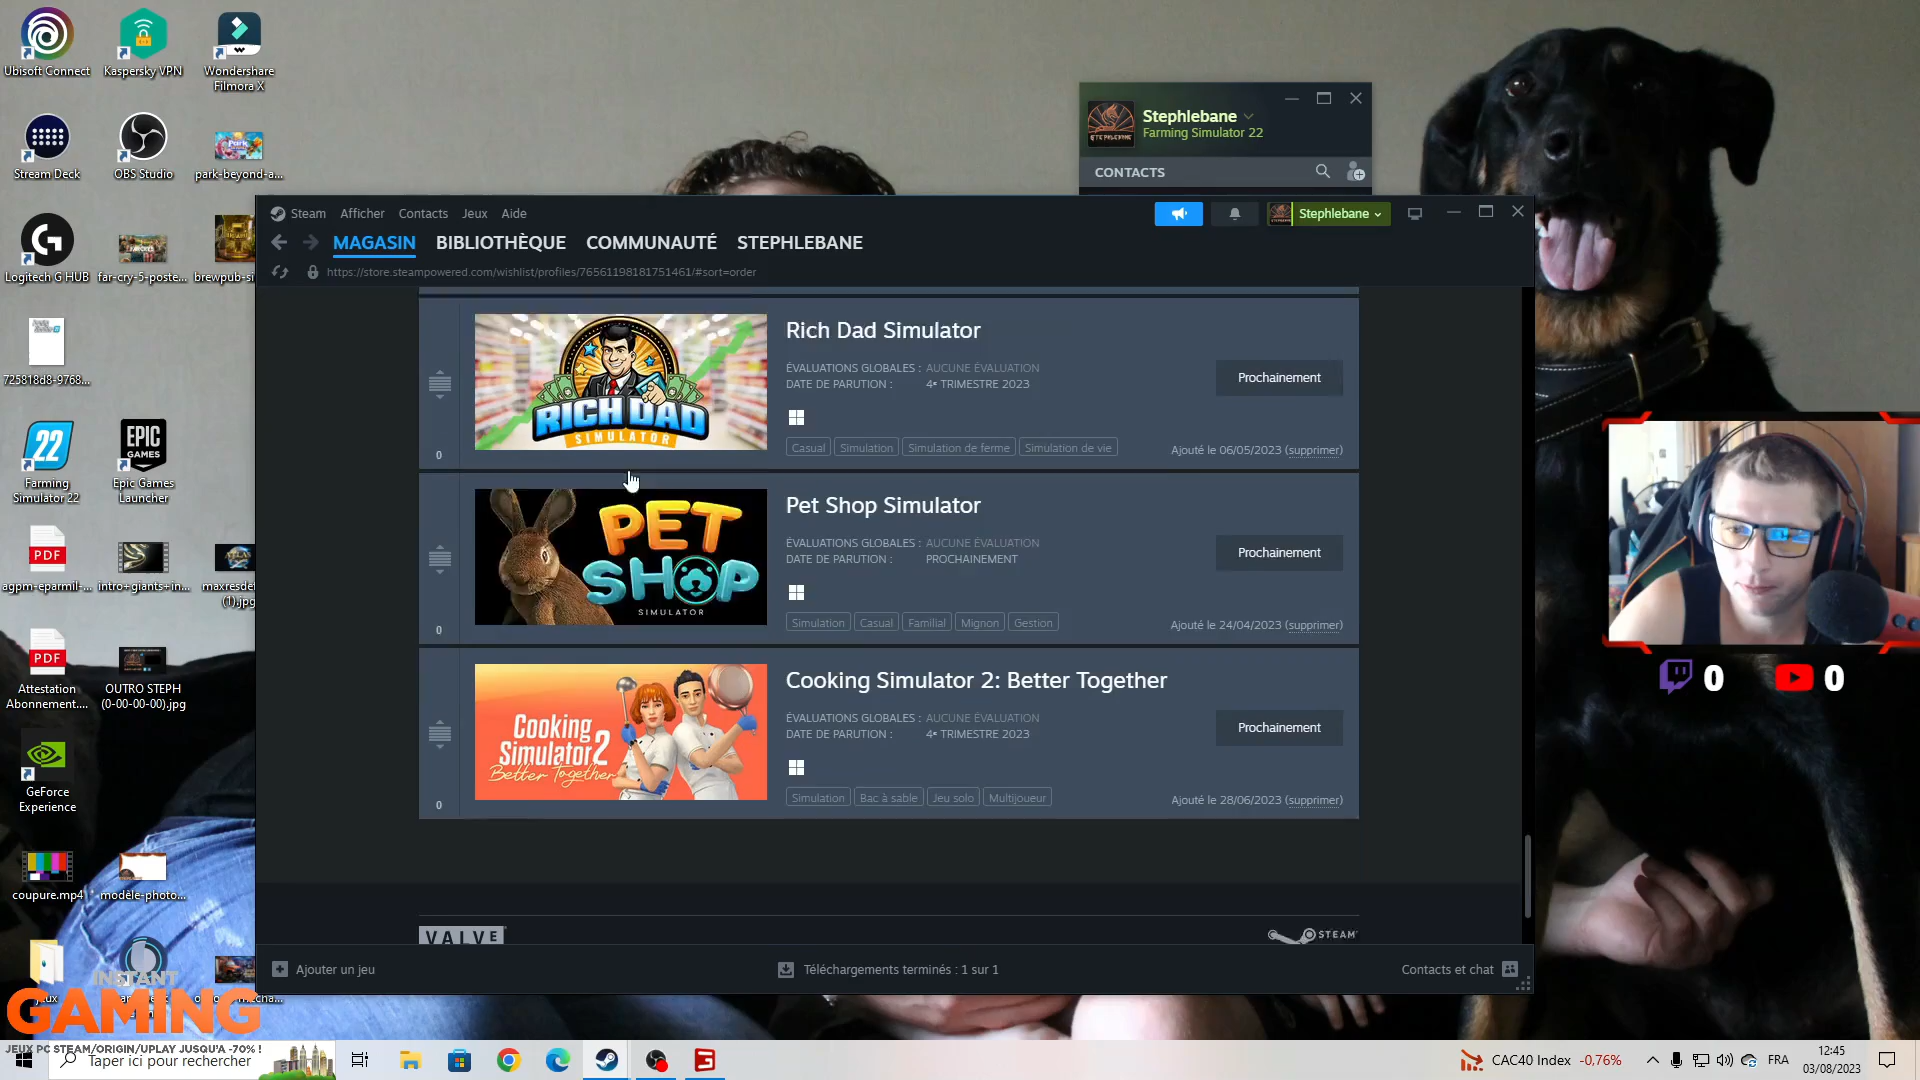 Ubisoft Connect
Kaspersky VPN
Wondershare
Filmora X
Stream Deck
OBS Studio
park-beyond-a...
Logitech G HUB
far-cry-5-poste...
brewpub-si
725818d8-9768...
22
EPIC
GAMES
Farming
Simulator 22
Epic Games
Launcher
PDF
agpm-eparmil-...
intro+giants+in...
maxresdef
(1).jpg
PDF
Attestation
Abonnement....
OUTRO STEPH
(0-00-00-00).jpg
GeForce
Experience
coupure.mp4
modèle-photo...
INSTANT
GAMING
JEUX PC STEAM/ORIGIN/UPLAY JUSQU'A -70% !
Stephlebane
Farming Simulator 22
CONTACTS
Steam
Afficher
Contacts
Jeux
Aide
Stephlebane
MAGASIN
BIBLIOTHÈQUE
COMMUNAUTÉ
STEPHLEBANE
https://store.steampowered.com/wishlist/profiles/76561198181751461/#sort=order
RICH DAD
SIMULATOR
Rich Dad Simulator
ÉVALUATIONS GLOBALES : AUCUNE ÉVALUATION
DATE DE PARUTION : 4ᵉ TRIMESTRE 2023
Prochainement
0
Casual
Simulation
Simulation de ferme
Simulation de vie
Ajouté le 06/05/2023 (supprimer)
PET
SHOP
SIMULATOR
Pet Shop Simulator
ÉVALUATIONS GLOBALES : AUCUNE ÉVALUATION
DATE DE PARUTION : PROCHAINEMENT
Prochainement
0
Simulation
Casual
Familial
Mignon
Gestion
Ajouté le 24/04/2023 (supprimer)
Cooking
Simulator 2
Better Together
Cooking Simulator 2: Better Together
ÉVALUATIONS GLOBALES : AUCUNE ÉVALUATION
DATE DE PARUTION : 4ᵉ TRIMESTRE 2023
Prochainement
0
Simulation
Bac à sable
Jeu solo
Multijoueur
Ajouté le 28/06/2023 (supprimer)
VALVE
STEAM
Ajouter un jeu
Téléchargements terminés : 1 sur 1
Contacts et chat
0
0
Taper ici pour rechercher
CAC40 Index -0,76%
FRA
12:45
03/08/2023